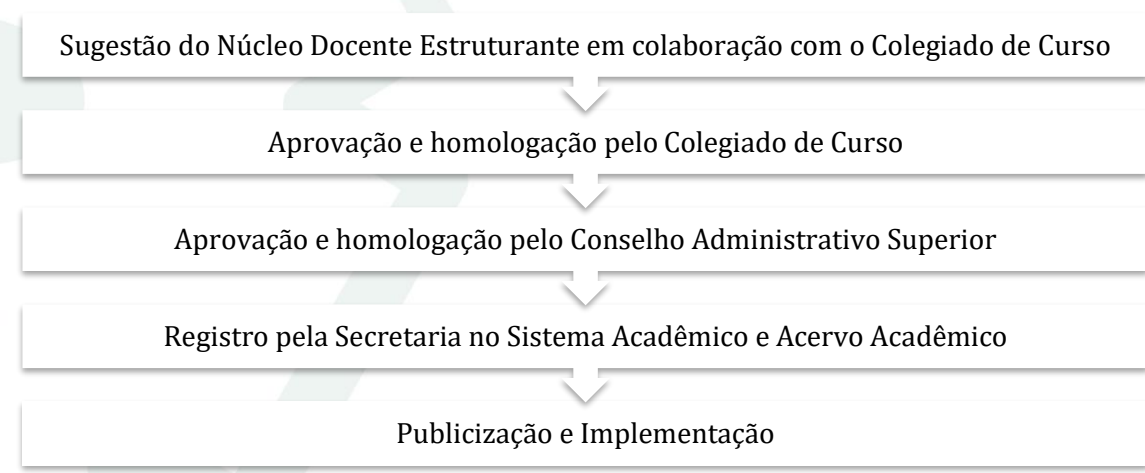 Sugestão do Núcleo Docente Estruturante em colaboração com o Colegiado de Curso
Aprovação e homologação pelo Colegiado de Curso
Aprovação e homologação pelo Conselho Administrativo Superior
Registro pela Secretaria no Sistema Acadêmico e Acervo Acadêmico
Publicização e Implementação